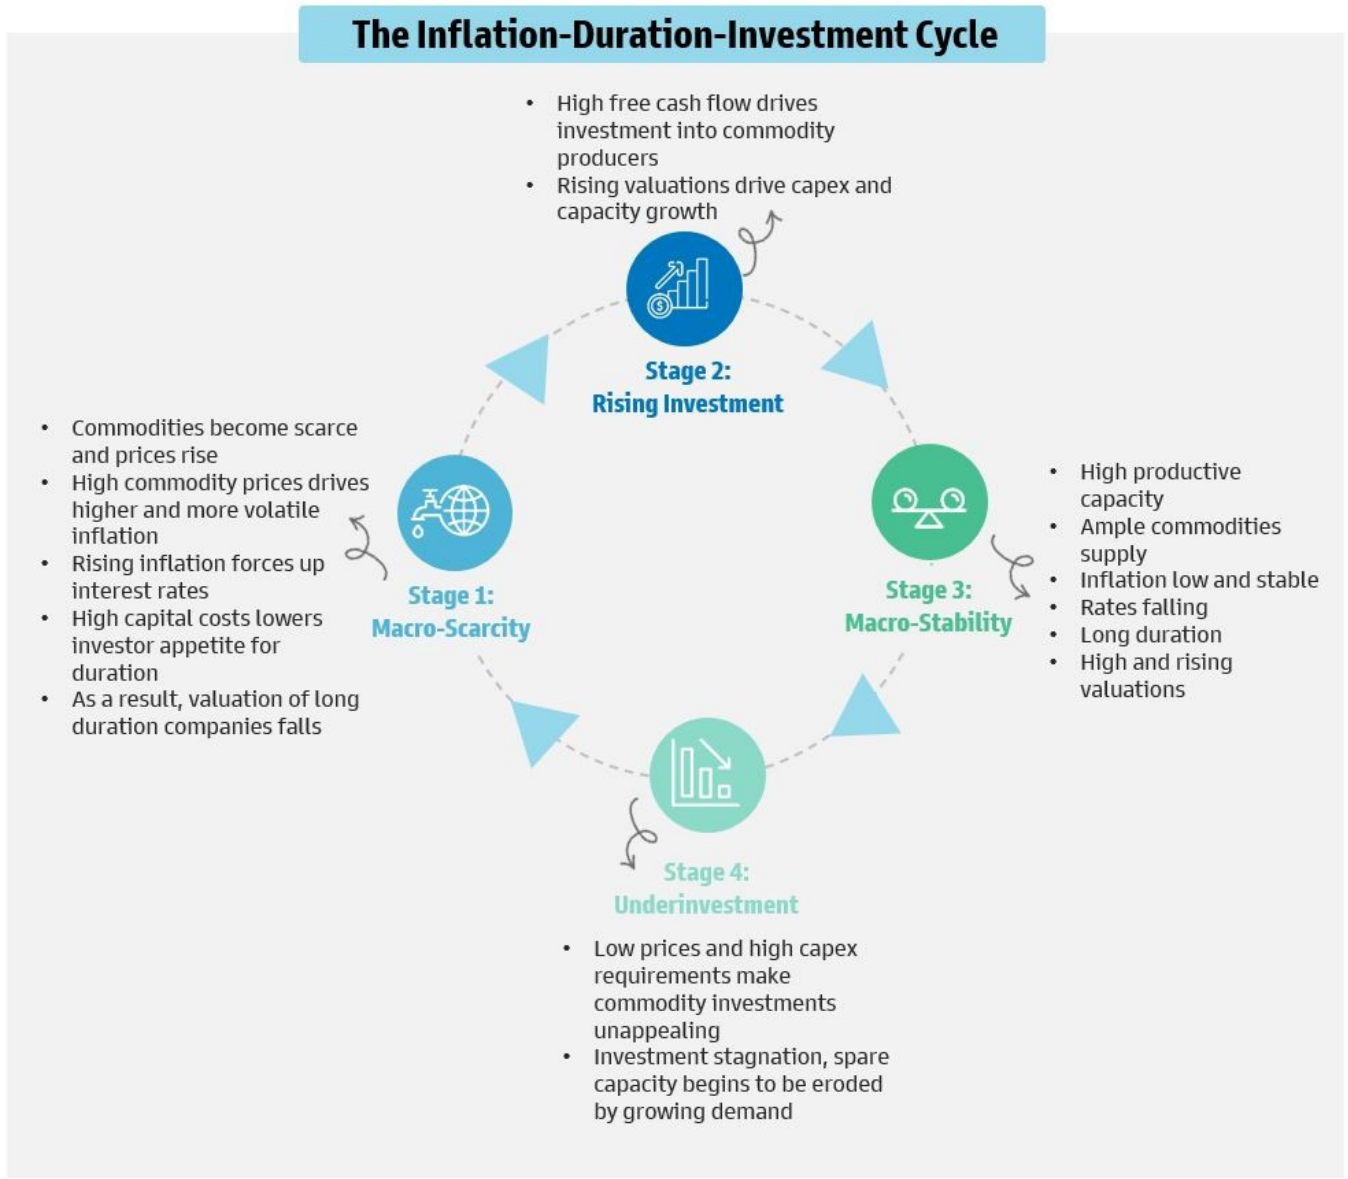 The Inflation-Duration-Investment Cycle
• High free cash flow drives
investment into commodity
producers
• Rising valuations drive capex and
capacity growth
$
Stage 2:
Rising Investment
• Commodities become scarce
and prices rise
• High commodity prices drives
higher and more volatile
inflation
• Rising inflation forces up
interest rates
• High capital costs lowers
investor appetite for
duration
• As a result, valuation of long
duration companies falls
Stage 1:
Macro-Scarcity
Stage 3:
Macro-Stability
• High productive
capacity
• Ample commodities
supply
• Inflation low and stable
• Rates falling
• Long duration
• High and rising
valuations
Stage 4:
Underinvestment
• Low prices and high capex
requirements make
commodity investments
unappealing
• Investment stagnation, spare
capacity begins to be eroded
by growing demand